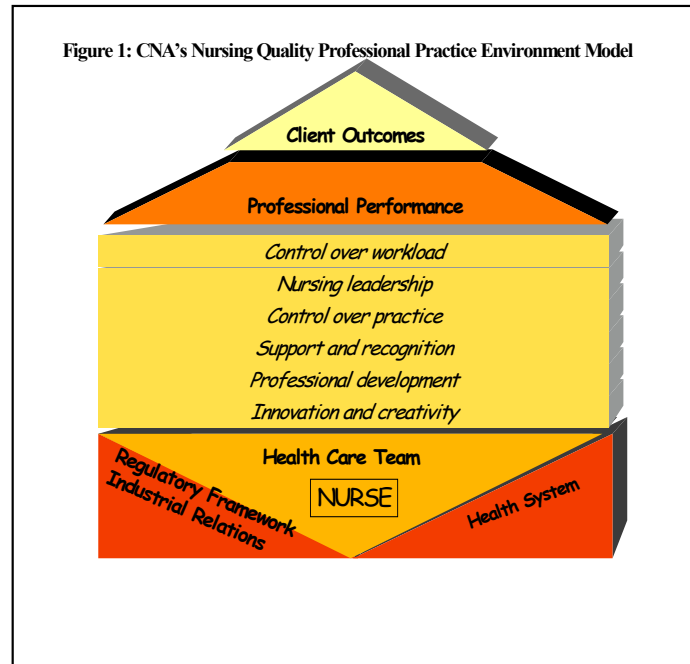 Figure 1: CNA's Nursing Quality Professional Practice Environment Model
Client Outcomes
Professional Performance
Control over workload
Nursing leadership
Control over practice
Support and recognition
Professional development
Innovation and creativity
Health Care Team
NURSE
Regulatory Framework
Industrial Relations
Health System